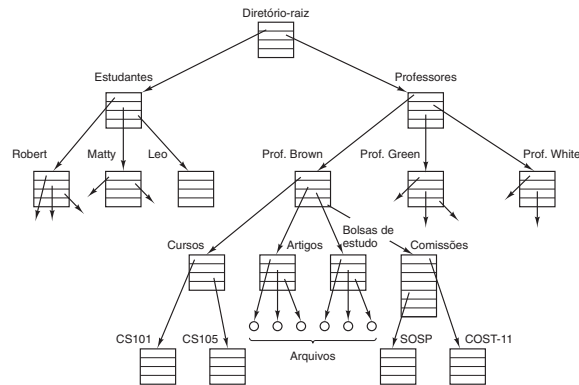 Diretório-raiz
Estudantes
Professores
Robert
Matty
Leo
Prof. Brown
Prof. Green
Prof. White
Cursos
Artigos
Bolsas de
estudo
Comissões
CS101
CS105
Arquivos
SOSP
COST-11